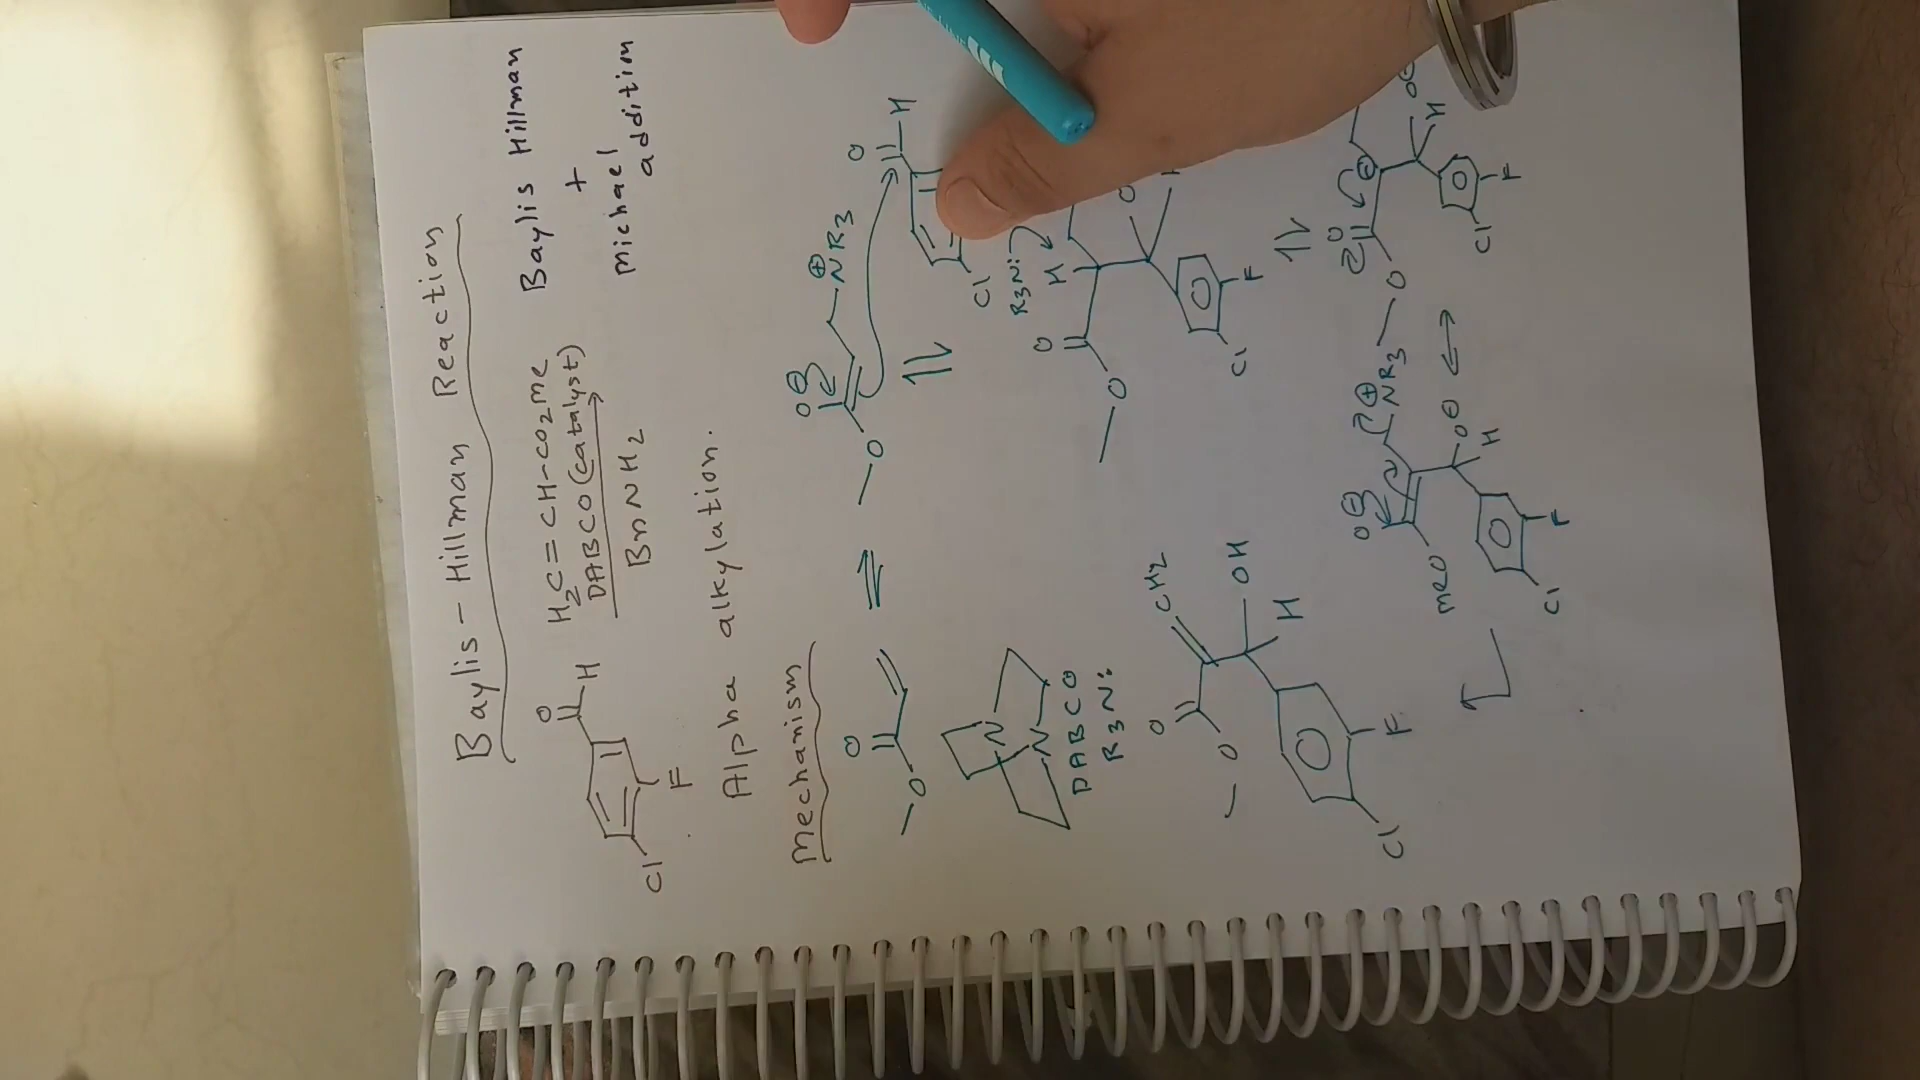 Baylis - Hillman Reaction
O
H
Cl
F
H2C=CH-CO2Me
DABCO (catalyst)
BnNH2
Baylis Hillman
+
michael
addition
Alpha alkylation.
Mechanism
O
O
O⊖
O
⊕
NR3
O
H
Cl
N
N
DABCO
R3N:
R3N:
H
O
O
O
Cl
F
O
CH2
O
OH
H
F
Cl
O⊖
⊕
NR3
MeO
O⊖
H
F
Cl
O
O
⊖
O⊖
H
F
Cl